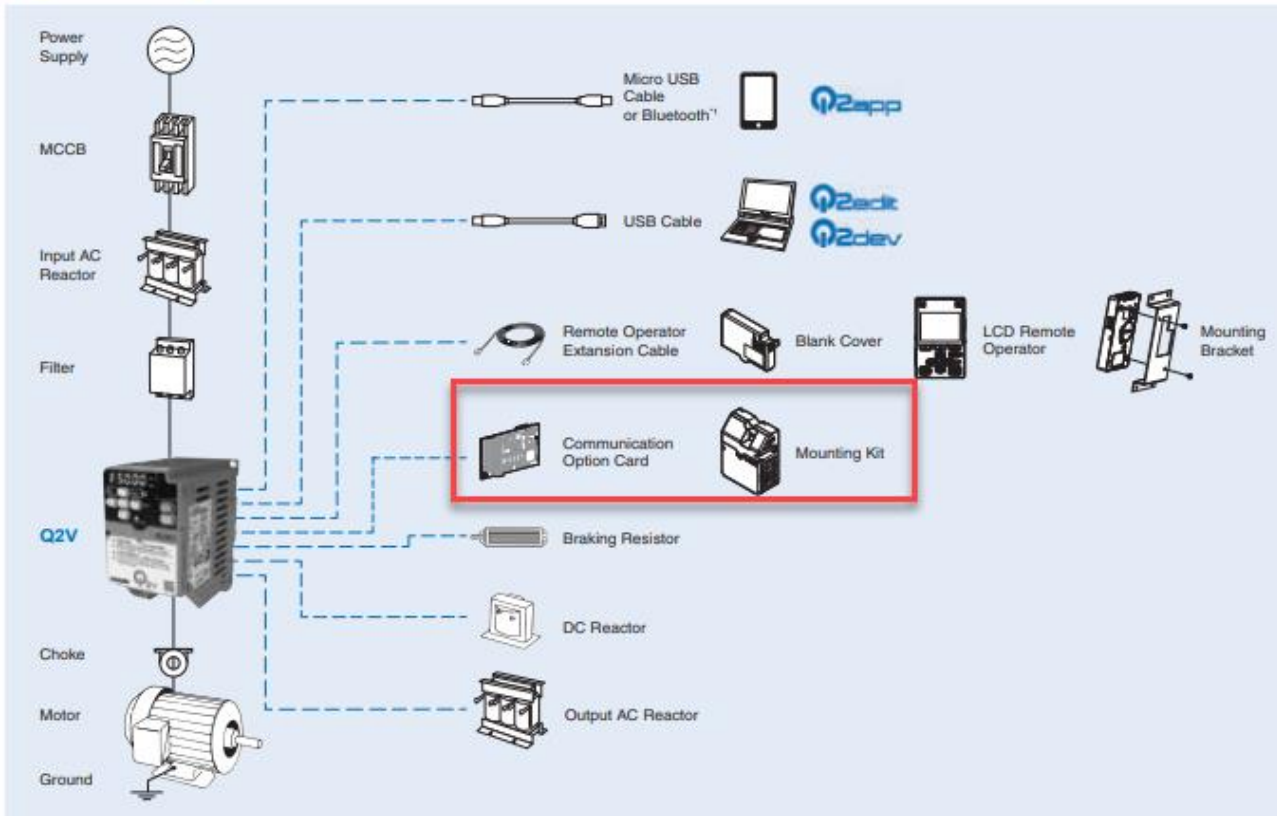 Power
Supply
MCCB
Input AC
Reactor
Filter
Q2V
Choke
Motor
Ground
Micro USB
Cable
or Bluetooth*1
Q2app
USB Cable
Q2edit
Q2dev
Remote Operator
Extension Cable
Blank Cover
LCD Remote
Operator
Mounting
Bracket
Communication
Option Card
Mounting Kit
Braking Resistor
DC Reactor
Output AC Reactor